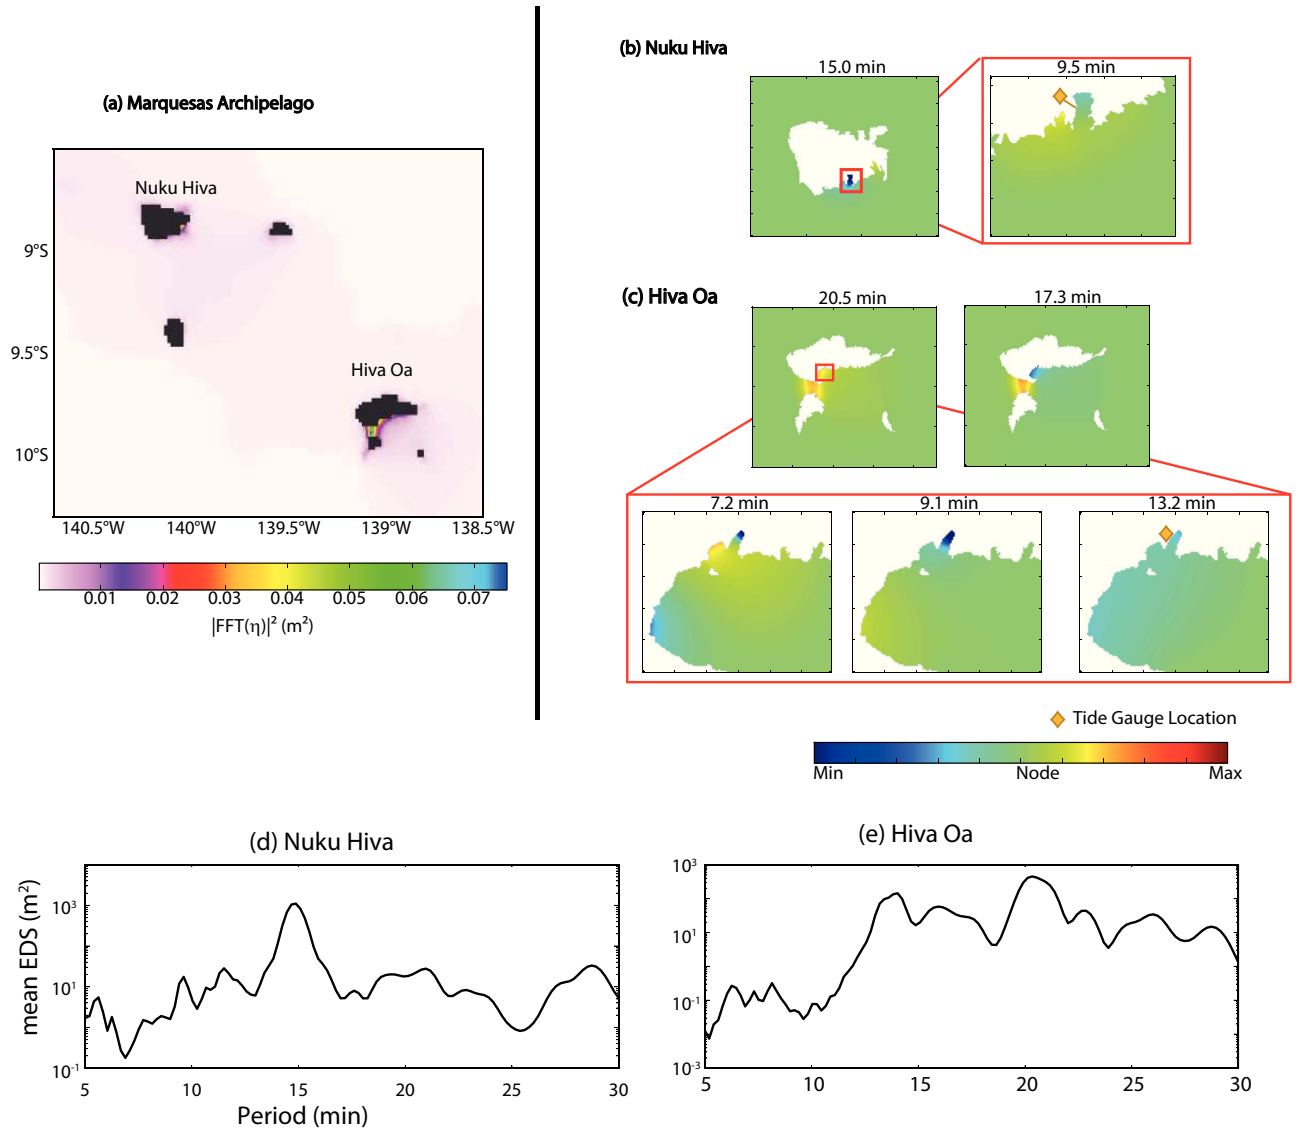 (a) Marquesas Archipelago
Nuku Hiva
Hiva Oa
9°S
9.5°S
10°S
140.5°W 140°W 139.5°W 139°W 138.5°W
0.01 0.02 0.03 0.04 0.05 0.06 0.07
|FFT(η)|² (m²)
(b) Nuku Hiva
15.0 min
9.5 min
(c) Hiva Oa
20.5 min
17.3 min
7.2 min
9.1 min
13.2 min
Tide Gauge Location
Min Node Max
(d) Nuku Hiva
mean EDS (m²)
10³
10¹
10⁻¹
5 10 15 20 25 30
Period (min)
(e) Hiva Oa
10³
10¹
10⁻¹
10⁻³
5 10 15 20 25 30